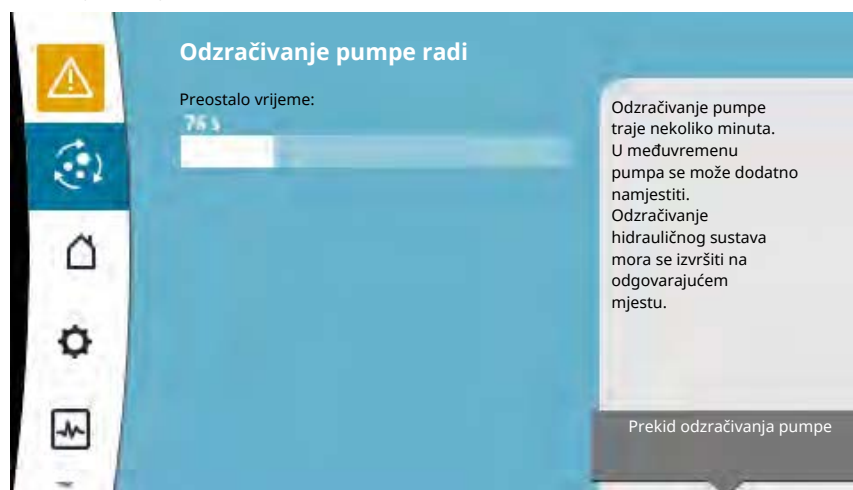 Odzračivanje pumpe radi
Preostalo vrijeme:
76 s
Odzračivanje pumpe
traje nekoliko minuta.
U međuvremenu
pumpa se može dodatno
namjestiti.
Odzračivanje
hidrauličnog sustava
mora se izvršiti na
odgovarajućem
mjestu.
Prekid odzračivanja pumpe